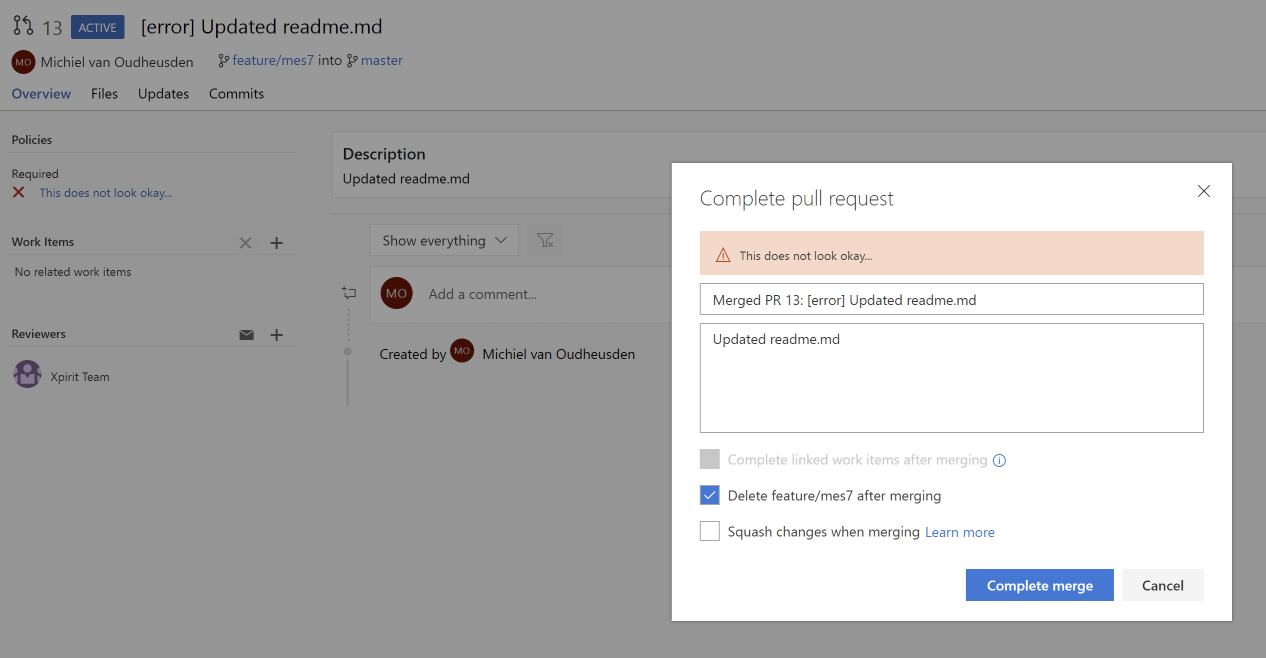 13 ACTIVE [error] Updated readme.md
MO Michiel van Oudheusden feature/mes7 into master
Overview Files Updates Commits
Policies
Required
This does not look okay...
Work Items
No related work items
Reviewers
Xpirit Team
Description
Updated readme.md
Show everything
MO Add a comment...
Created by MO Michiel van Oudheusden
Complete pull request
This does not look okay...
Merged PR 13: [error] Updated readme.md
Updated readme.md
Complete linked work items after merging
Delete feature/mes7 after merging
Squash changes when merging Learn more
Complete merge Cancel